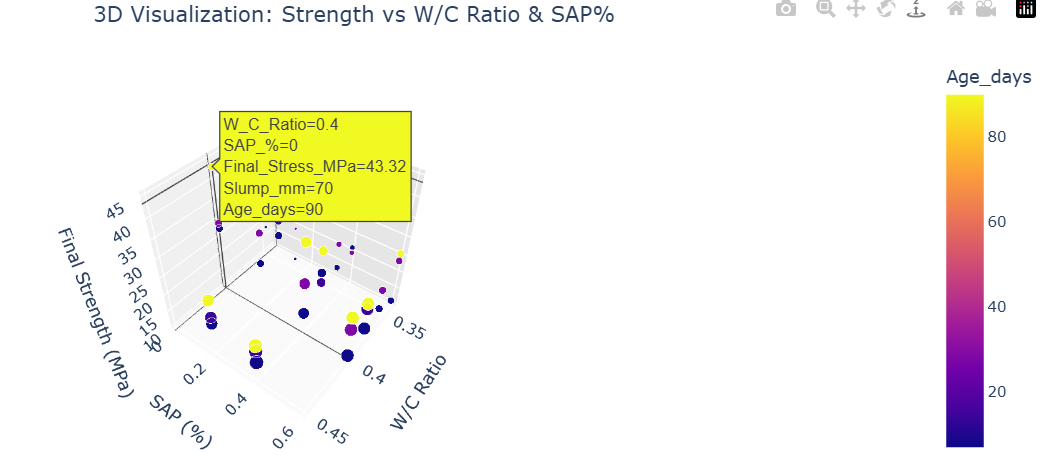 3D Visualization: Strength vs W/C Ratio & SAP%
Age_days
80
60
40
20
W_C_Ratio=0.4
SAP_%=0
Final_Stress_MPa=43.32
Slump_mm=70
Age_days=90
45
40
35
30
25
20
15
10
0
Final Strength (MPa)
0.2
0.4
0.6
SAP (%)
0.35
0.4
0.45
W/C Ratio